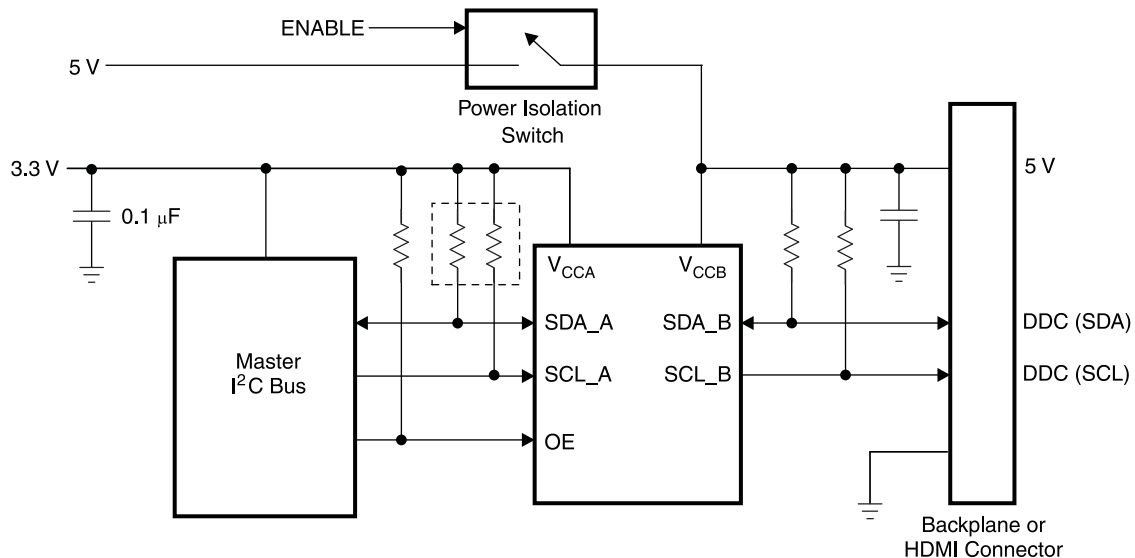 ENABLE
5 V
Power Isolation
Switch
3.3 V
5 V
0.1 μF
V_CCA
V_CCB
SDA_A
SDA_B
DDC (SDA)
Master
I²C Bus
SCL_A
SCL_B
DDC (SCL)
OE
Backplane or
HDMI Connector